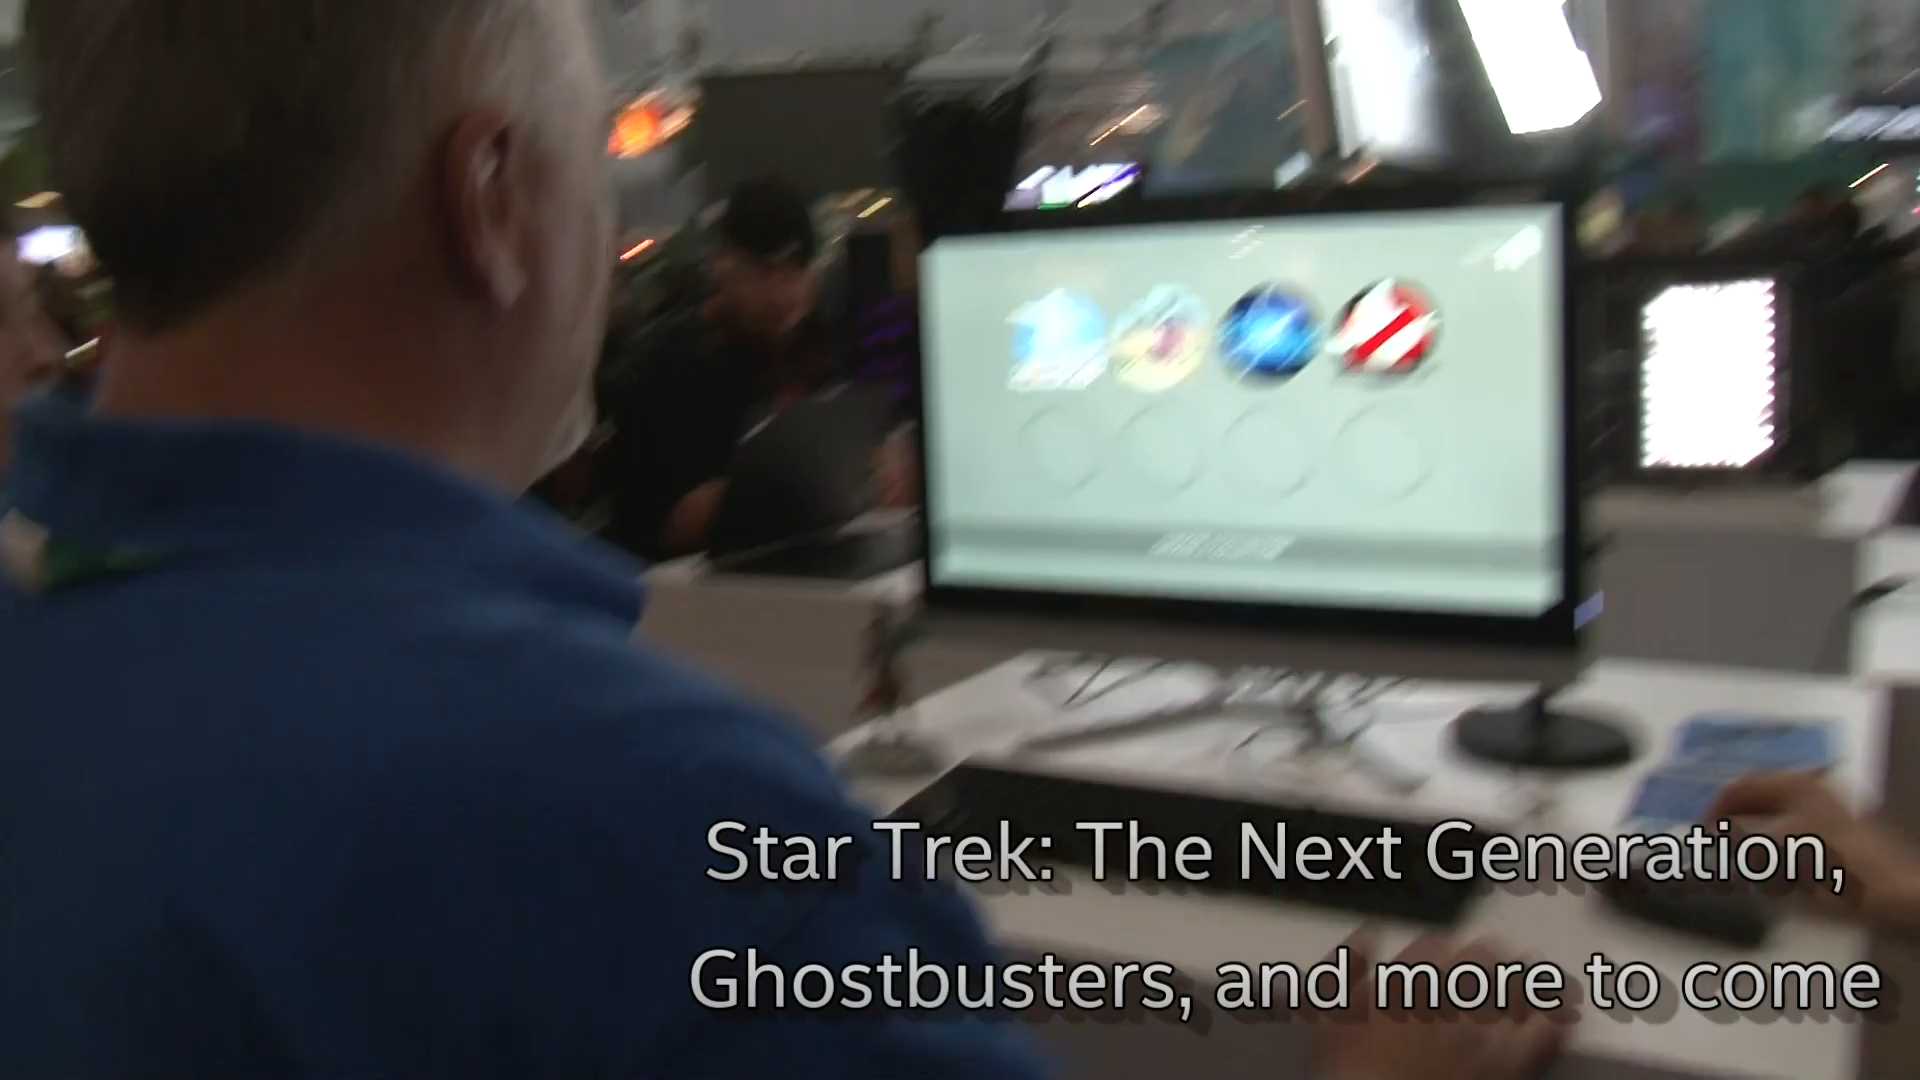 Star Trek: The Next Generation,
Ghostbusters, and more to come